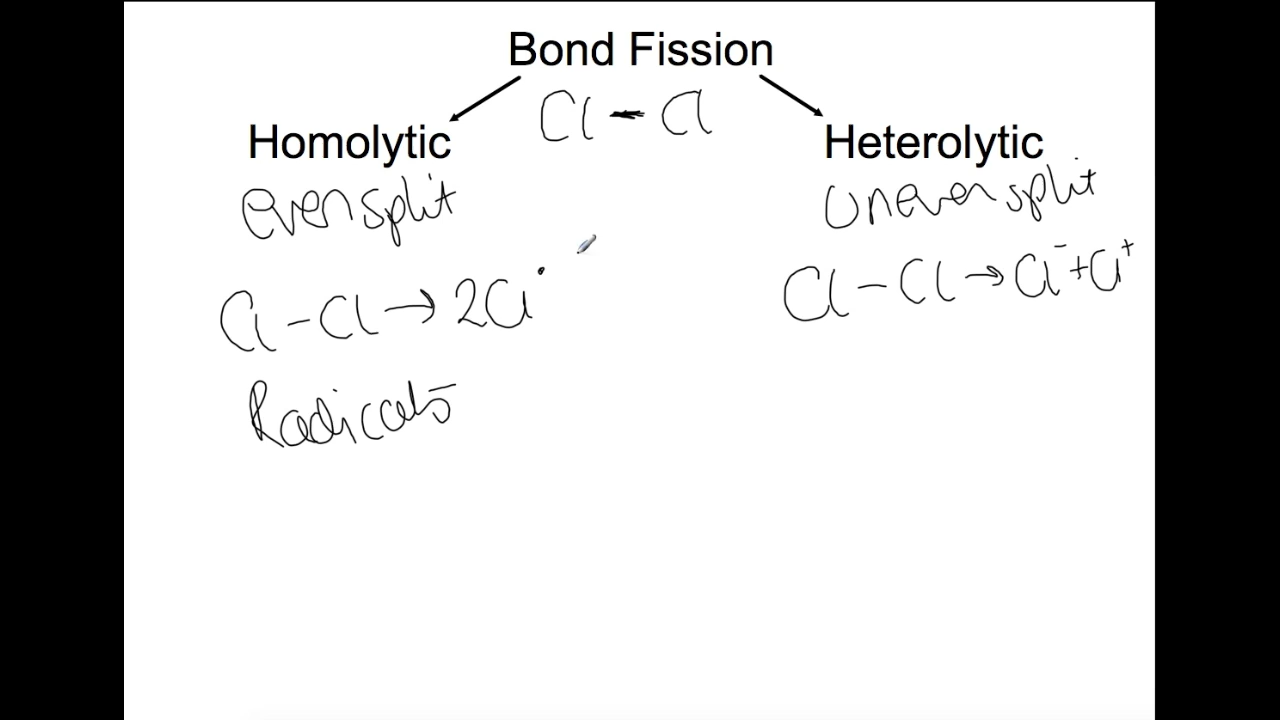 Bond Fission
Cl - Cl
Homolytic
Heterolytic
even split
uneven split
Cl - Cl → 2Cl•
Cl - Cl → Cl⁻ + Cl⁺
Radicals